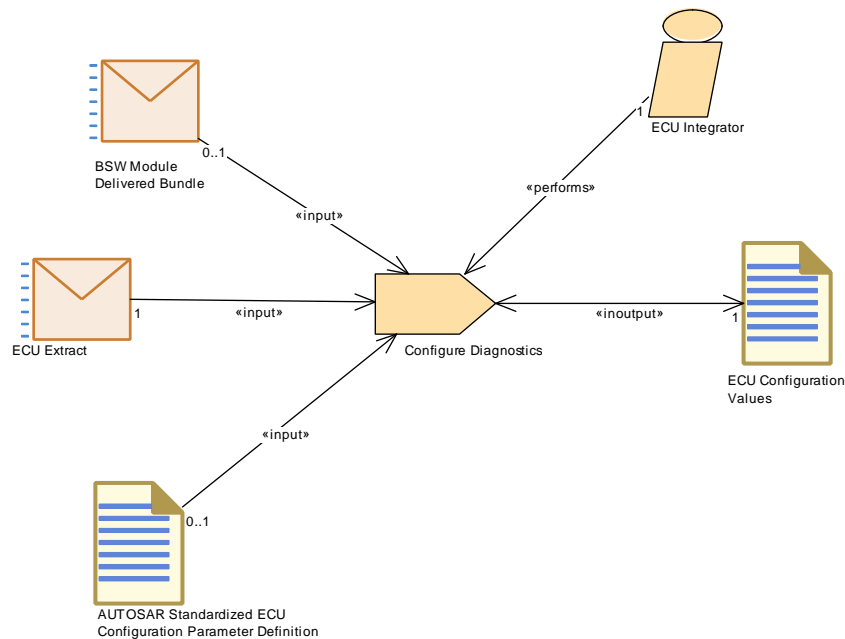 1
ECU Integrator
0..1
BSW Module
Delivered Bundle
«performs»
«input»
1
«input»
ECU Extract
Configure Diagnostics
«inoutput»
1
ECU Configuration
Values
«input»
0..1
AUTOSAR Standardized ECU
Configuration Parameter Definition